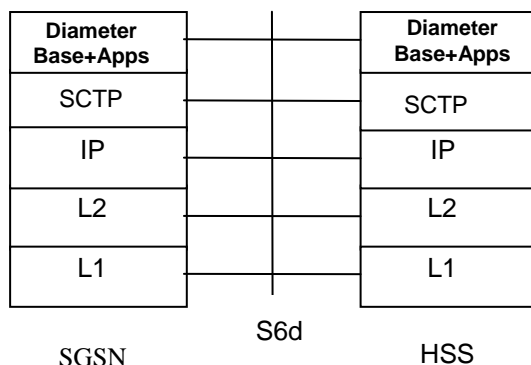 Diameter
Base+Apps
SCTP
IP
L2
L1
SGSN
S6d
Diameter
Base+Apps
SCTP
IP
L2
L1
HSS